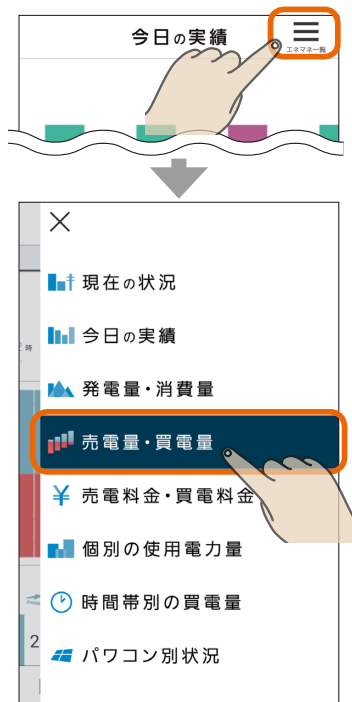 今日の実績
エネマネ一覧
現在の状況
時
今日の実績
発電量・消費量
売電量・買電量
¥ 売電料金・買電料金
個別の使用電力量
時間帯別の買電量
2
パワコン別状況